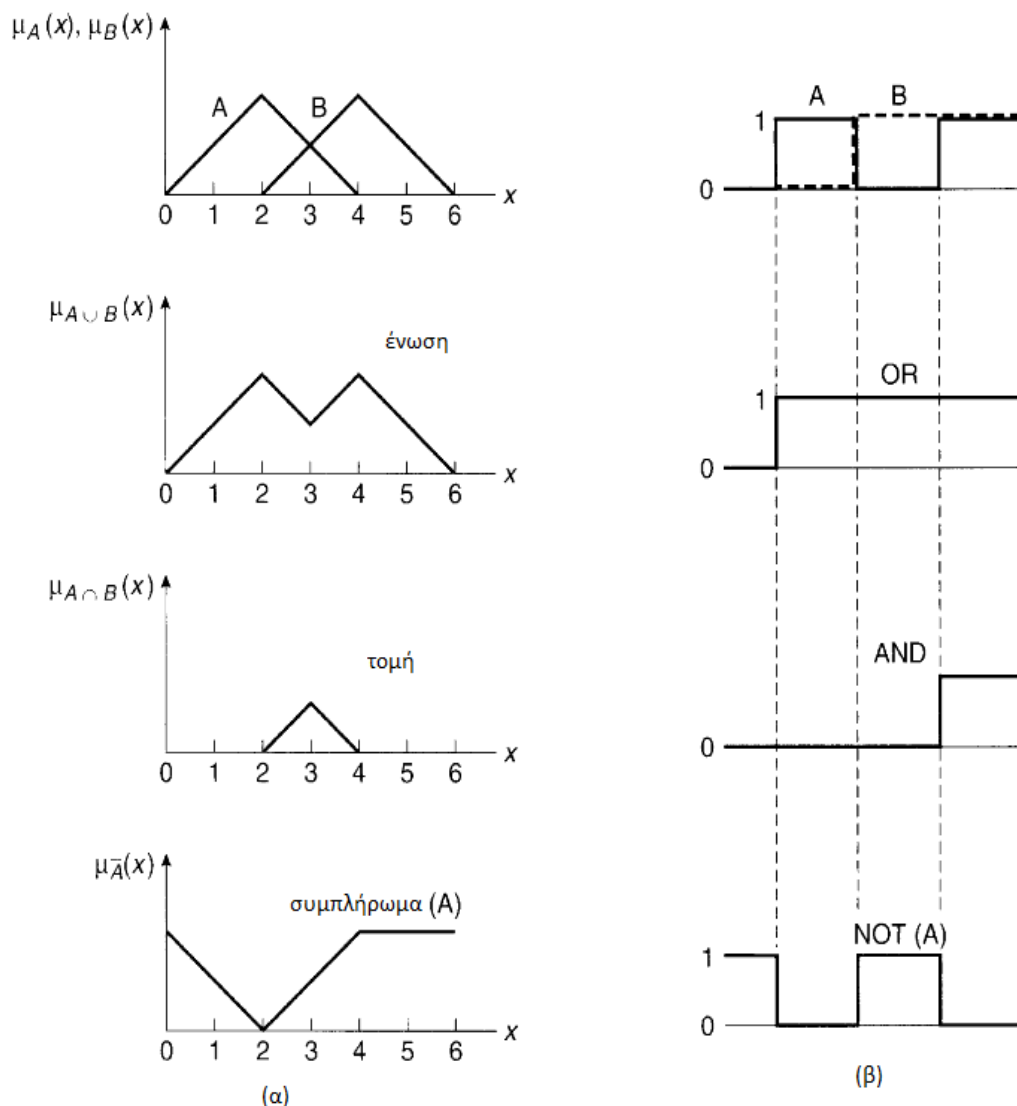 μA(x), μB(x)
A B
0 1 2 3 4 5 6 x
A B
1
0
μA∪B(x)
ένωση
0 1 2 3 4 5 6 x
OR
1
0
μA∩B(x)
τομή
0 1 2 3 4 5 6 x
AND
0
μA̅(x)
συμπλήρωμα (A)
0 1 2 3 4 5 6 x
(α)
NOT (A)
1
0
(β)